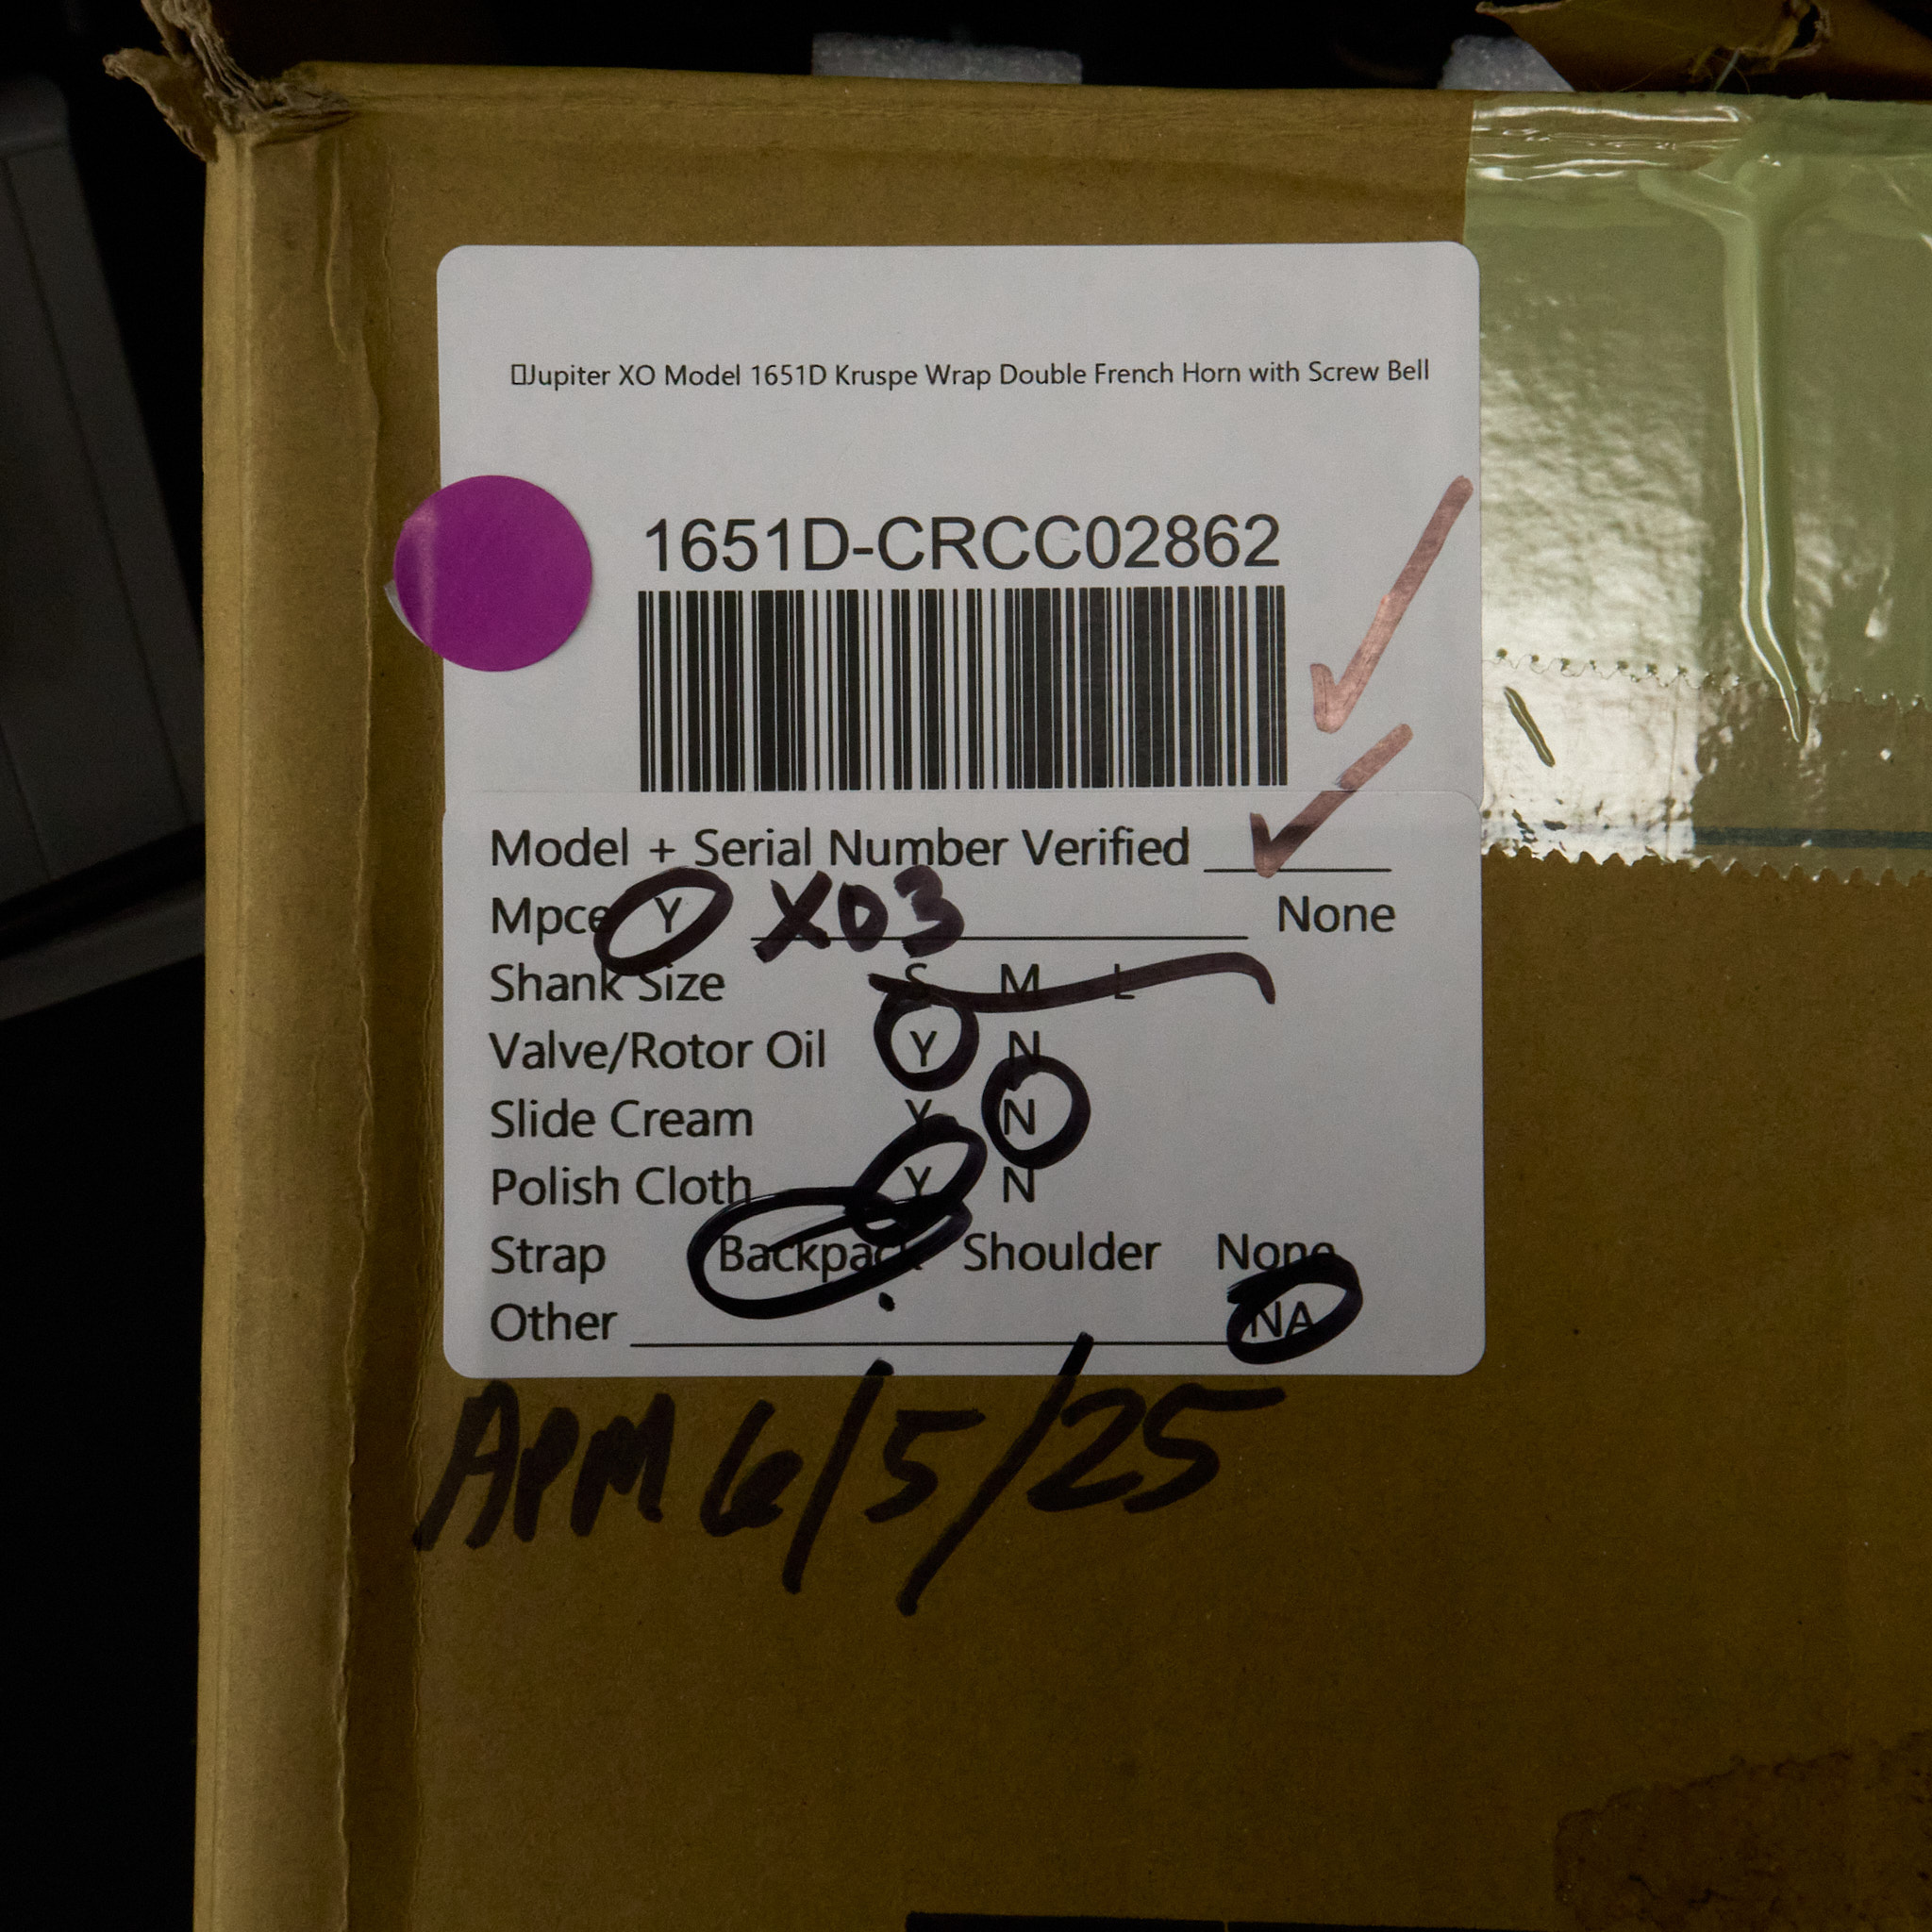 Jupiter XO Model 1651D Kruspe Wrap Double French Horn with Screw Bell
1651D-CRCC02862
Model + Serial Number Verified
Mpce Y XO3 None
Shank Size S M L
Valve/Rotor Oil Y N
Slide Cream Y N
Polish Cloth Y N
Strap Backpack Shoulder None
Other NA
APM 6/5/25